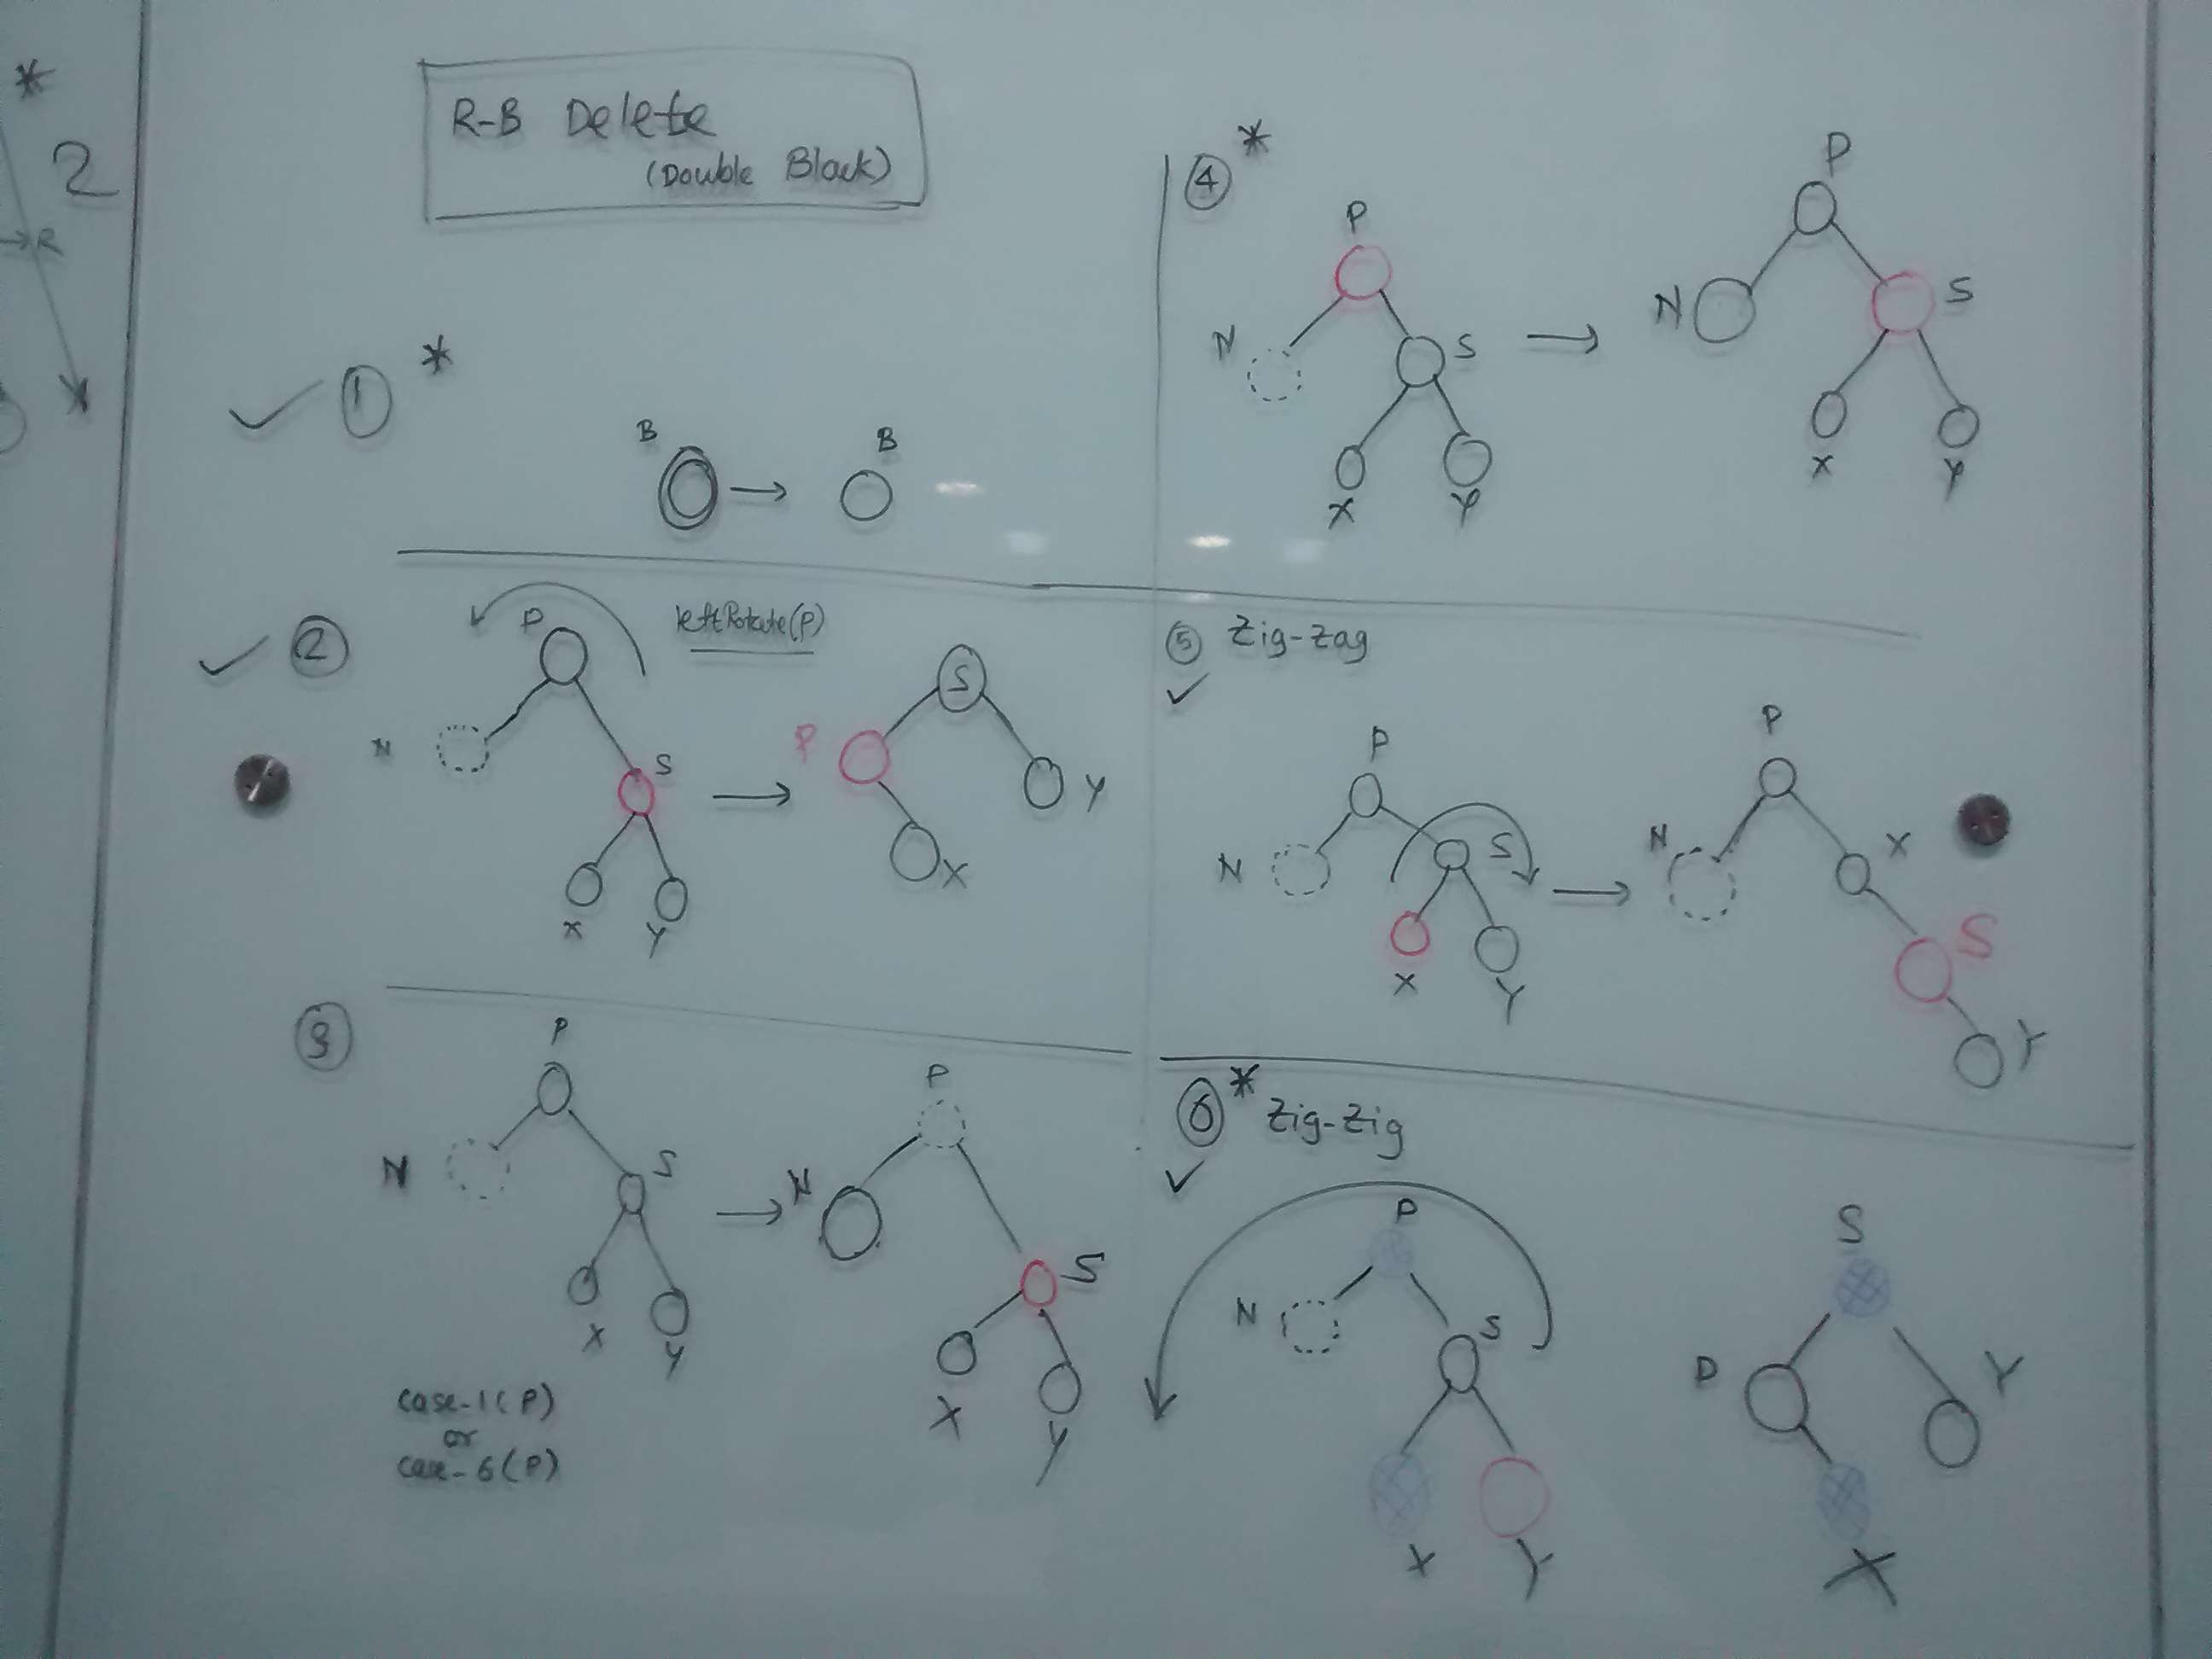 *
2
→R
R-B Delete
(Double Black)
✓ ① *
B
B
→
✓ ②
leftRotate(P)
P
N
S
X
Y
→
S
P
Y
X
③
P
N
S
X
Y
→
P
N
S
X
Y
case-1(P)
or
case-6(P)
④ *
P
N
S
X
Y
→
P
N
S
X
Y
⑤ Zig-Zag
✓
P
N
S
X
Y
→
P
N
X
S
Y
⑥ * Zig-Zig
✓
P
N
S
X
Y
S
P
Y
X